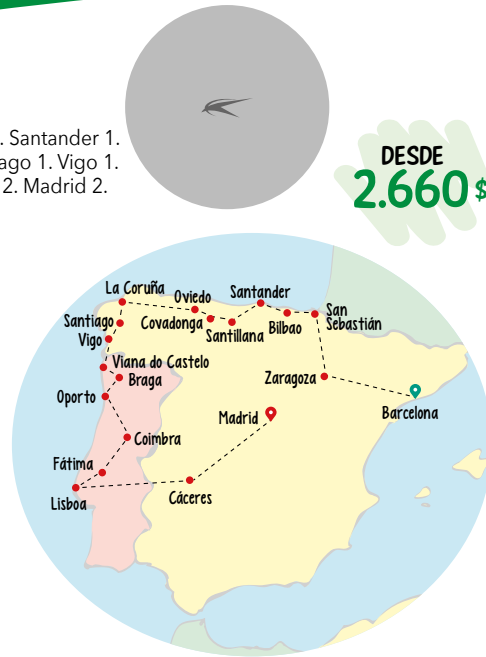 . Santander 1.
ago 1. Vigo 1.
2. Madrid 2.
DESDE
2.660 $
La Coruña
Oviedo
Santander
Santiago
Covadonga
Santillana
Bilbao
San
Sebastián
Vigo
Viana do Castelo
Braga
Zaragoza
Oporto
Madrid
Barcelona
Coimbra
Fátima
Lisboa
Cáceres